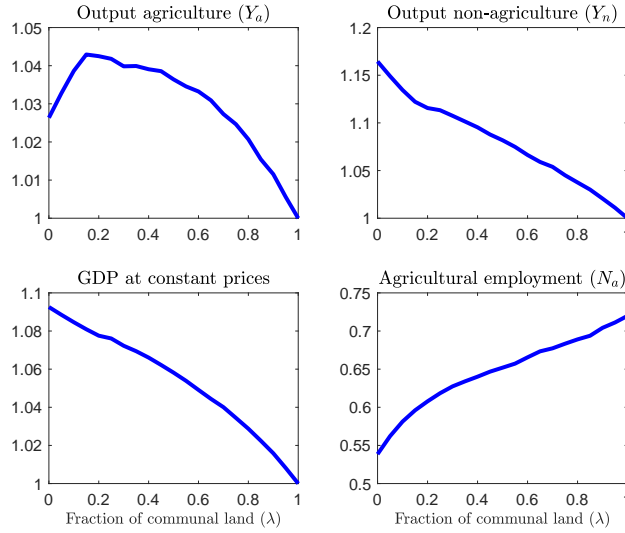 Output agriculture (Yₐ)
1.05
1.04
1.03
1.02
1.01
1
0 0.2 0.4 0.6 0.8 1
Output non-agriculture (Yₙ)
1.2
1.15
1.1
1.05
1
0 0.2 0.4 0.6 0.8 1
GDP at constant prices
1.1
1.08
1.06
1.04
1.02
1
0 0.2 0.4 0.6 0.8 1
Fraction of communal land (λ)
Agricultural employment (Nₐ)
0.75
0.7
0.65
0.6
0.55
0.5
0 0.2 0.4 0.6 0.8 1
Fraction of communal land (λ)